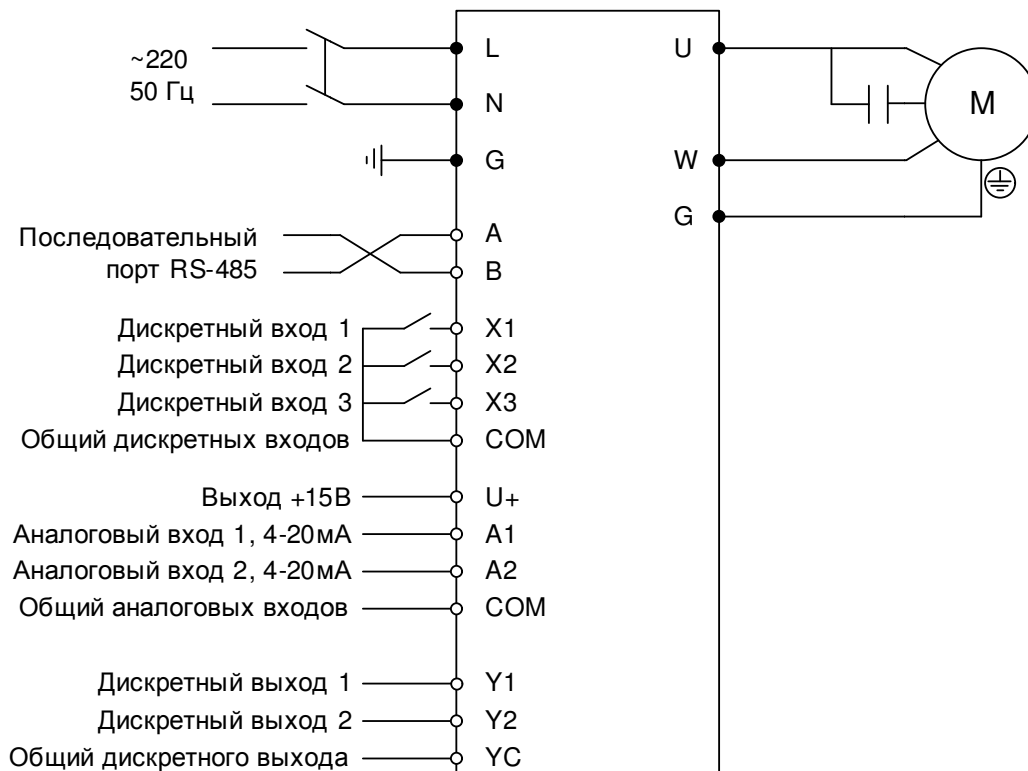 ~220
50 Гц
L
N
G
U
W
G
M
Последовательный
порт RS-485
A
B
Дискретный вход 1
X1
Дискретный вход 2
X2
Дискретный вход 3
X3
Общий дискретных входов
COM
Выход +15В
U+
Аналоговый вход 1, 4-20мА
A1
Аналоговый вход 2, 4-20мА
A2
Общий аналоговых входов
COM
Дискретный выход 1
Y1
Дискретный выход 2
Y2
Общий дискретного выхода
YC